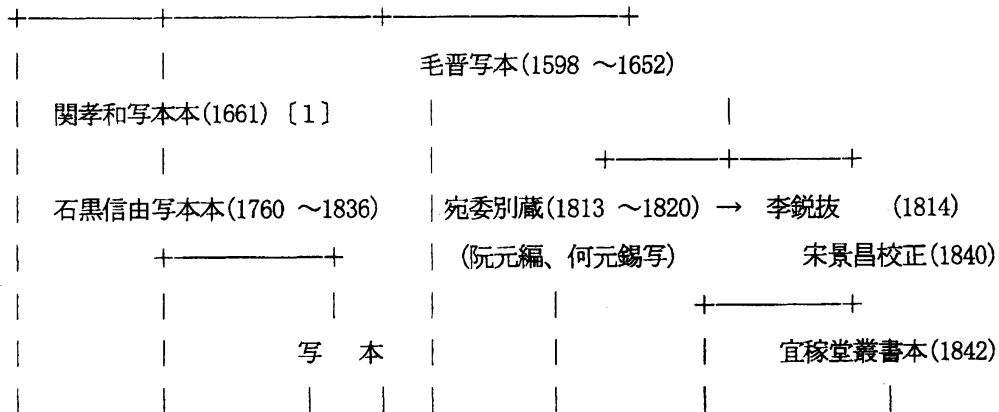 毛晋写本(1598 ～1652)
関孝和写本本(1661)〔1〕
石黒信由写本本(1760 ～1836) 宛委別蔵(1813 ～1820) → 李鋭抜 (1814)
(阮元編、何元錫写) 宋景昌校正(1840)
写 本 宜稼堂叢書本(1842)